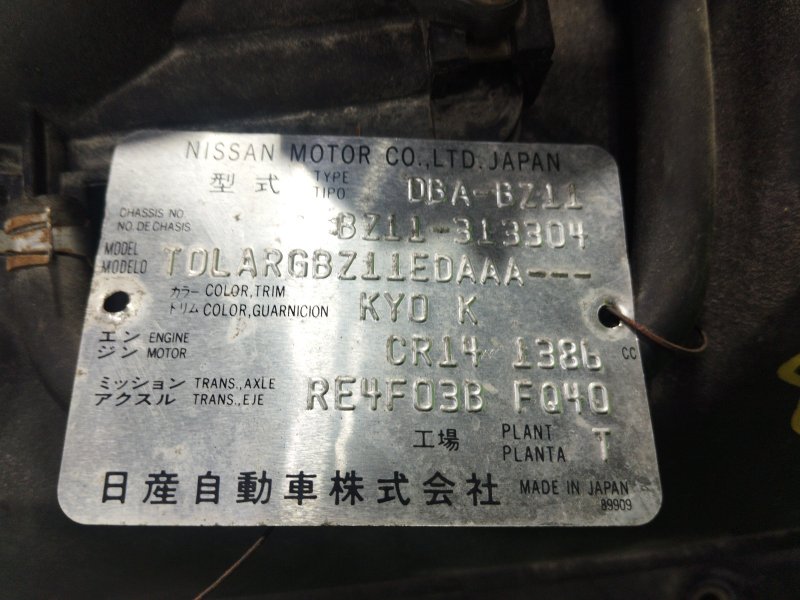 NISSAN MOTOR CO.,LTD. JAPAN
型式 TYPE TIPO DBA-BZ11
CHASSIS NO. NO. DE CHASIS BZ11-313304
MODEL MODELO TDLARGBZ11EDAAA---
カラー COLOR,TRIM
トリム COLOR,GUARNICION KY0 K
エン ENGINE
ジン MOTOR CR14 1386 CC
ミッション TRANS.,AXLE
アクスル TRANS.,EJE RE4F03B FQ40
工場 PLANT PLANTA T
日産自動車株式会社 MADE IN JAPAN
89909